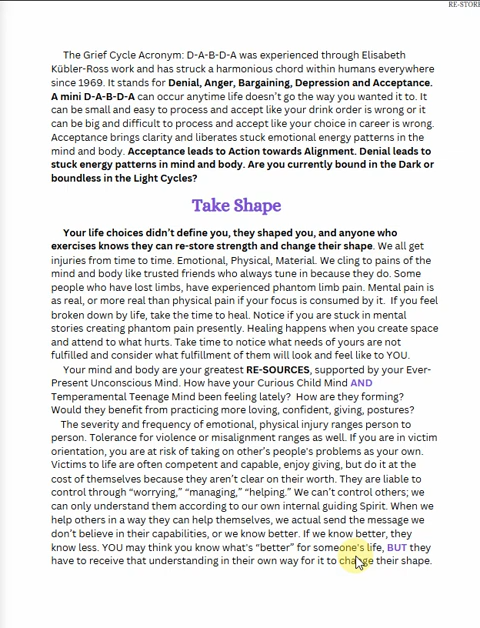 RE-STORE
The Grief Cycle Acronym: D-A-B-D-A was experienced through Elisabeth
Kübler-Ross work and has struck a harmonious chord within humans everywhere
since 1969. It stands for Denial, Anger, Bargaining, Depression and Acceptance.
A mini D-A-B-D-A can occur anytime life doesn't go the way you wanted it to. It
can be small and easy to process and accept like your drink order is wrong or it
can be big and difficult to process and accept like your choice in career is wrong.
Acceptance brings clarity and liberates stuck emotional energy patterns in the
mind and body. Acceptance leads to Action towards Alignment. Denial leads to
stuck energy patterns in mind and body. Are you currently bound in the Dark or
boundless in the Light Cycles?
Take Shape
Your life choices didn't define you, they shaped you, and anyone who
exercises knows they can re-store strength and change their shape. We all get
injuries from time to time. Emotional, Physical, Material. We cling to pains of the
mind and body like trusted friends who always tune in because they do. Some
people who have lost limbs, have experienced phantom limb pain. Mental pain is
as real, or more real than physical pain if your focus is consumed by it. If you feel
broken down by life, take the time to heal. Notice if you are stuck in mental
stories creating phantom pain presently. Healing happens when you create space
and attend to what hurts. Take time to notice what needs of yours are not
fulfilled and consider what fulfillment of them will look and feel like to YOU.
Your mind and body are your greatest RE-SOURCES, supported by your Ever-
Present Unconscious Mind. How have your Curious Child Mind AND
Temperamental Teenage Mind been feeling lately? How are they forming?
Would they benefit from practicing more loving, confident, giving, postures?
The severity and frequency of emotional, physical injury ranges person to
person. Tolerance for violence or misalignment ranges as well. If you are in victim
orientation, you are at risk of taking on other's people's problems as your own.
Victims to life are often competent and capable, enjoy giving, but do it at the
cost of themselves because they aren't clear on their worth. They are liable to
control through "worrying," "managing," "helping." We can't control others; we
can only understand them according to our own internal guiding Spirit. When we
help others in a way they can help themselves, we actual send the message we
don't believe in their capabilities, or we know better. If we know better, they
know less. YOU may think you know what's "better" for someone's life, BUT they
have to receive that understanding in their own way for it to change their shape.